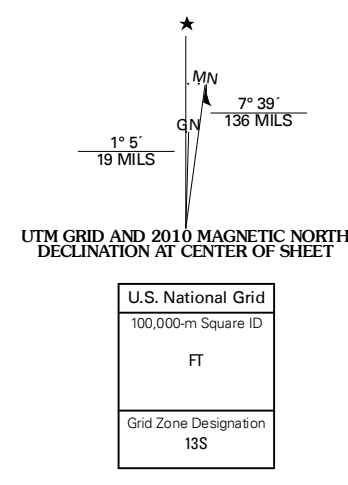 MN
7° 39´
136 MILS
GN
1° 5´
19 MILS
UTM GRID AND 2010 MAGNETIC NORTH
DECLINATION AT CENTER OF SHEET
U.S. National Grid
100,000-m Square ID
FT
Grid Zone Designation
13S